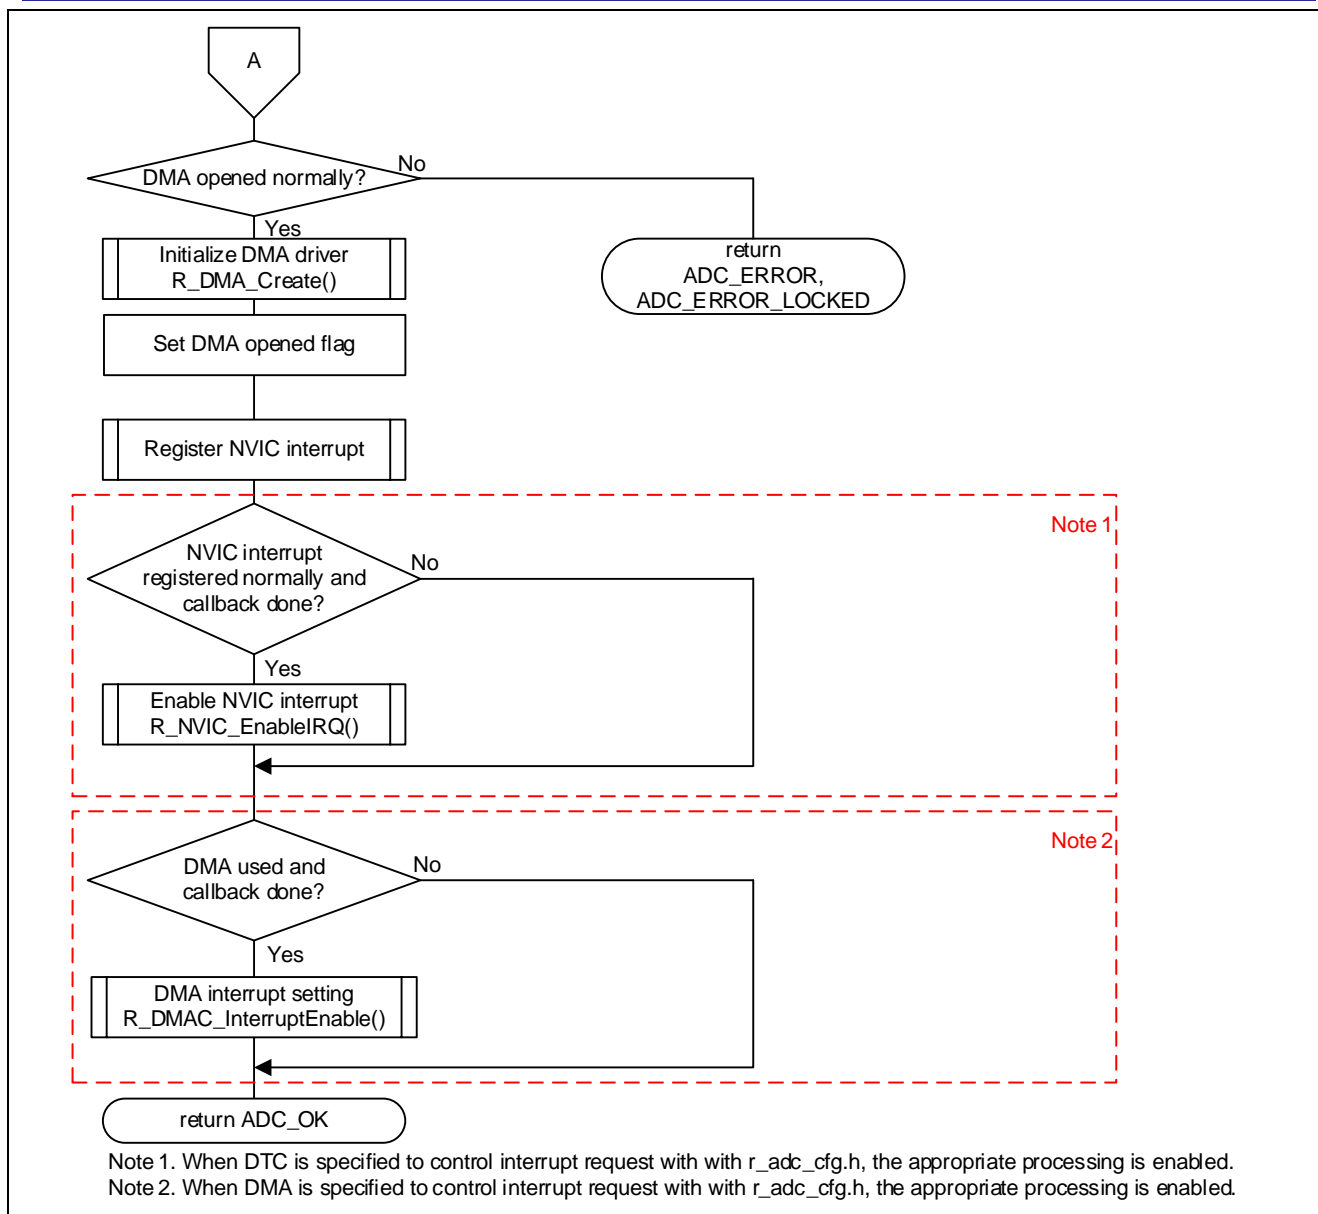 A
DMA opened normally?
No
Yes
Initialize DMA driver
R_DMA_Create()
return
ADC_ERROR,
ADC_ERROR_LOCKED
Set DMA opened flag
Register NVIC interrupt
Note 1
NVIC interrupt
registered normally and
callback done?
No
Yes
Enable NVIC interrupt
R_NVIC_EnableIRQ()
Note 2
DMA used and
callback done?
No
Yes
DMA interrupt setting
R_DMAC_InterruptEnable()
return ADC_OK
Note 1. When DTC is specified to control interrupt request with with r_adc_cfg.h, the appropriate processing is enabled.
Note 2. When DMA is specified to control interrupt request with with r_adc_cfg.h, the appropriate processing is enabled.